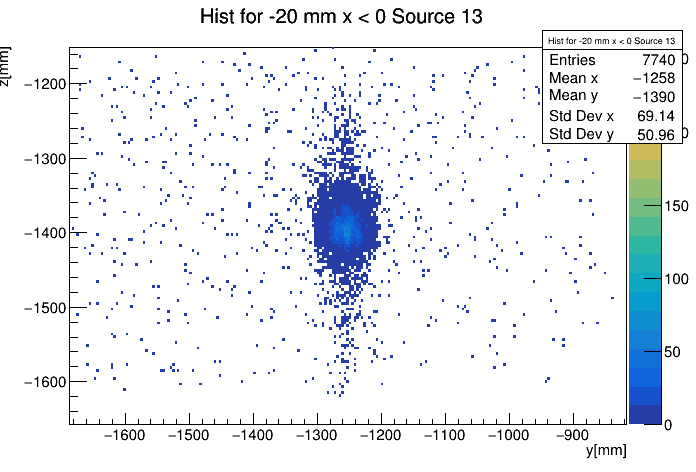 Hist for -20 mm x < 0 Source 13
z[mm]
Hist for -20 mm x < 0 Source 13
Entries 7740
Mean x −1258
Mean y −1390
Std Dev x 69.14
Std Dev y 50.96
−1200
−1300
−1400
−1500
−1600
150
100
50
0
−1600 −1500 −1400 −1300 −1200 −1100 −1000 −900
y[mm]